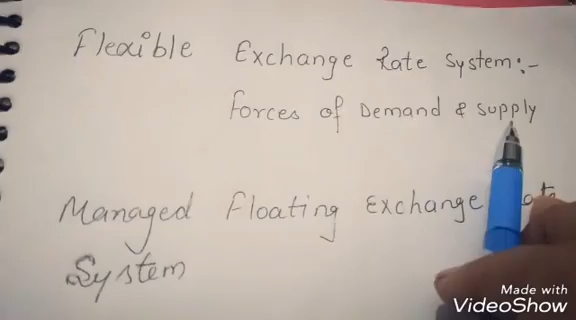 Flexible Exchange Rate System:-
Forces of Demand & Supply
Managed Floating Exchange
System
Made with
VideoShow